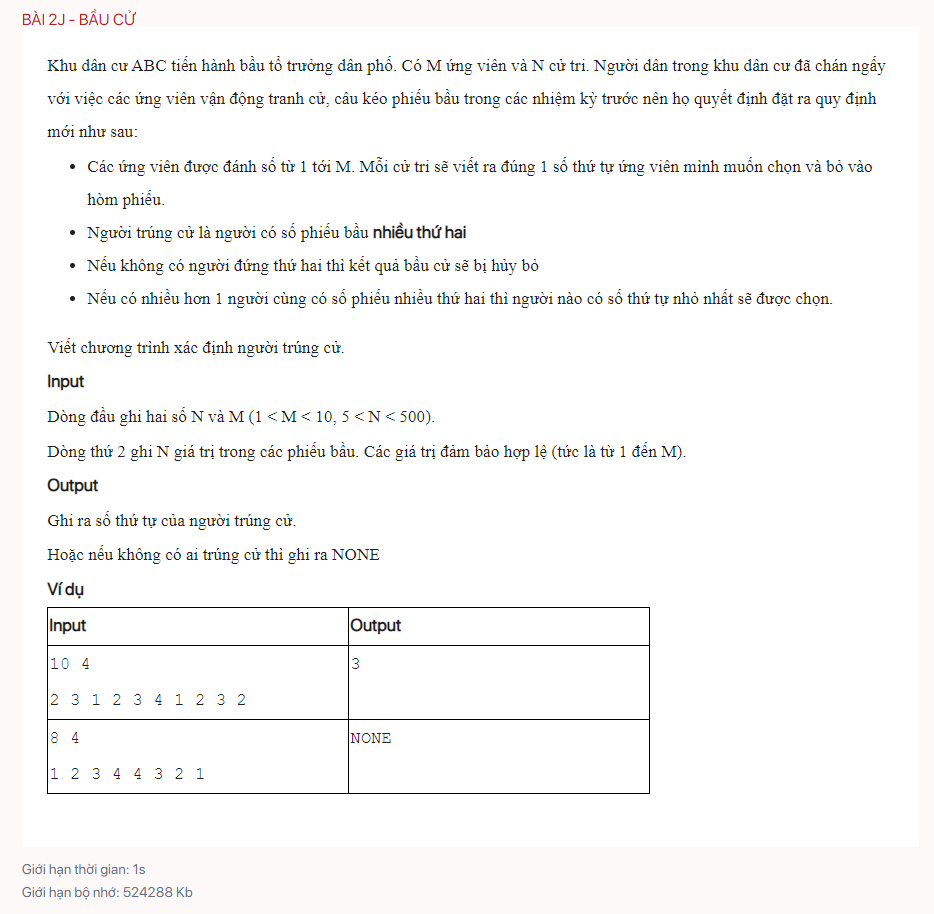 BÀI 2J - BẦU CỬ
Khu dân cư ABC tiến hành bầu tổ trưởng dân phố. Có M ứng viên và N cử tri. Người dân trong khu dân cư đã chán ngấy
với việc các ứng viên vận động tranh cử, câu kéo phiếu bầu trong các nhiệm kỳ trước nên họ quyết định đặt ra quy định
mới như sau:
• Các ứng viên được đánh số từ 1 tới M. Mỗi cử tri sẽ viết ra đúng 1 số thứ tự ứng viên mình muốn chọn và bỏ vào
hòm phiếu.
• Người trúng cử là người có số phiếu bầu nhiều thứ hai
• Nếu không có người đứng thứ hai thì kết quả bầu cử sẽ bị hủy bỏ
• Nếu có nhiều hơn 1 người cùng có số phiếu nhiều thứ hai thì người nào có số thứ tự nhỏ nhất sẽ được chọn.
Viết chương trình xác định người trúng cử.
Input
Dòng đầu ghi hai số N và M (1 < M < 10, 5 < N < 500).
Dòng thứ 2 ghi N giá trị trong các phiếu bầu. Các giá trị đảm bảo hợp lệ (tức là từ 1 đến M).
Output
Ghi ra số thứ tự của người trúng cử.
Hoặc nếu không có ai trúng cử thì ghi ra NONE
Ví dụ
Input Output
10 4 3
2 3 1 2 3 4 1 2 3 2
8 4 NONE
1 2 3 4 4 3 2 1
Giới hạn thời gian: 1s
Giới hạn bộ nhớ: 524288 Kb